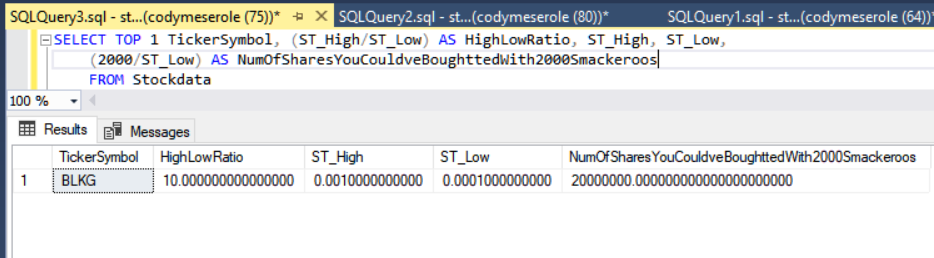 SQLQuery3.sql - st...(codymeserole (75))* SQLQuery2.sql - st...(codymeserole (80))* SQLQuery1.sql - st...(codymeserole (64))*
SELECT TOP 1 TickerSymbol, (ST_High/ST_Low) AS HighLowRatio, ST_High, ST_Low,
(2000/ST_Low) AS NumOfSharesYouCouldveBoughttedWith2000Smackeroos
FROM Stockdata
100 %
Results Messages
TickerSymbol HighLowRatio ST_High ST_Low NumOfSharesYouCouldveBoughttedWith2000Smackeroos
1 BLKG 10.000000000000000 0.0010000000000 0.0001000000000 20000000.000000000000000000000